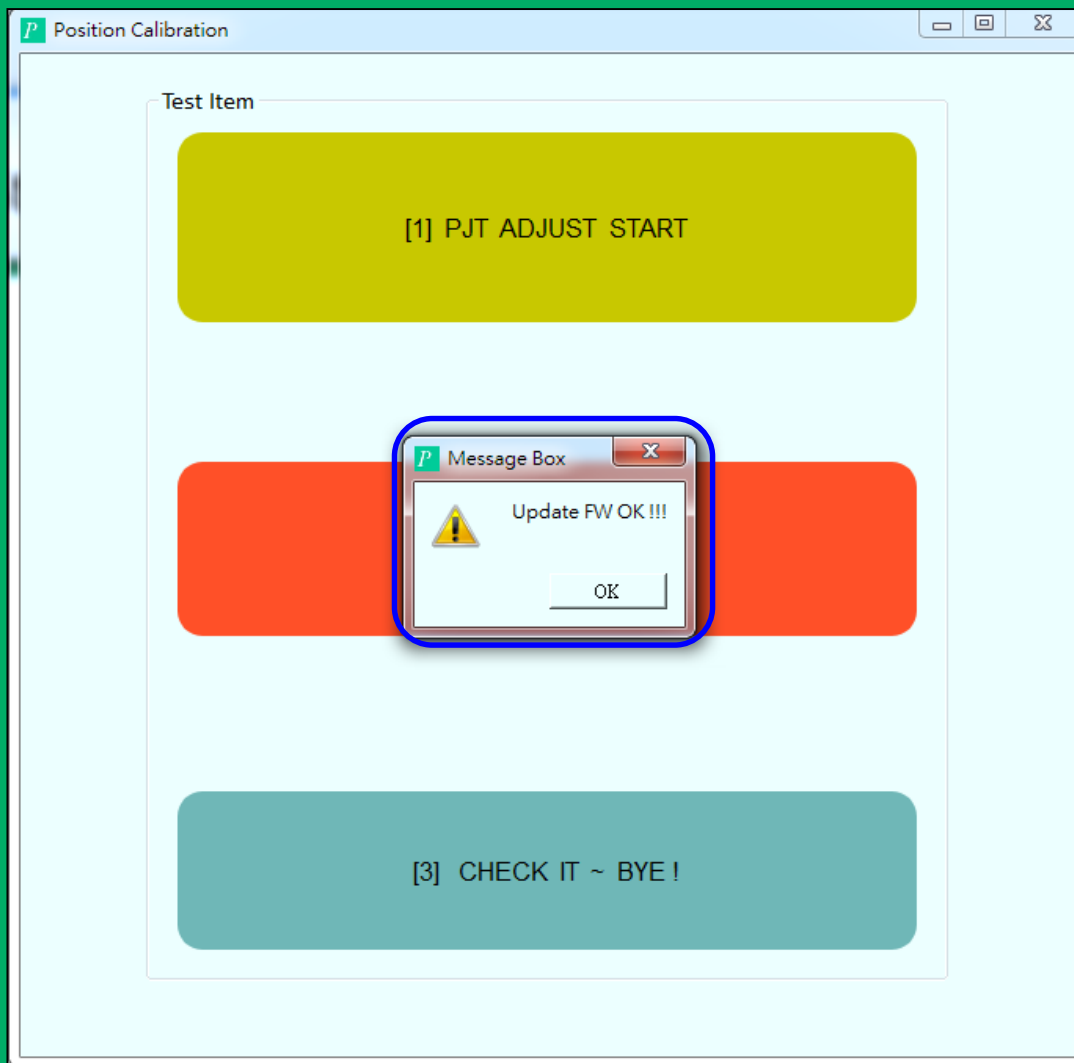 P Position Calibration
Test Item
[1] PJT ADJUST START
P Message Box
Update FW OK !!!
OK
[3] CHECK IT ~ BYE !